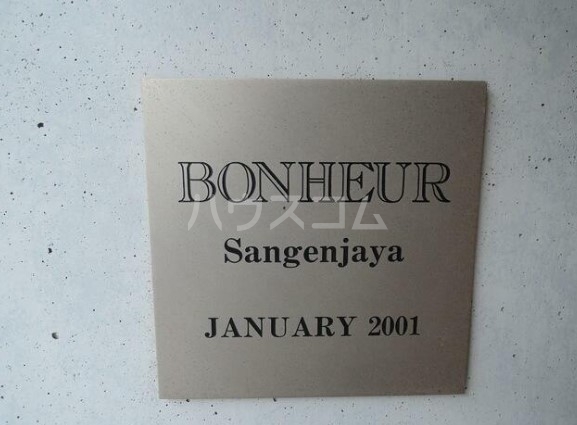 BONHEUR
ハウスコム
Sangenjaya
JANUARY 2001